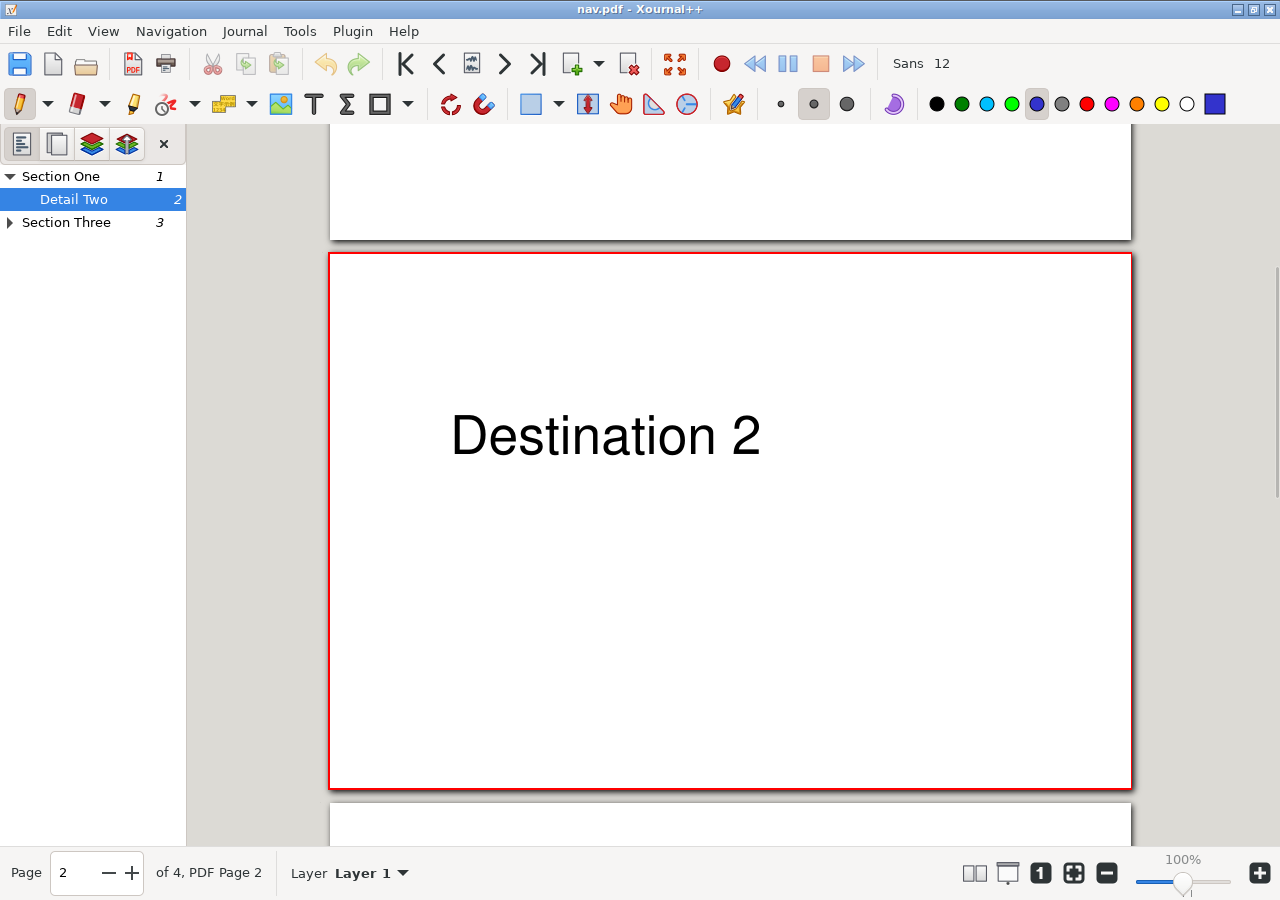 nav.pdf - Xournal++
File Edit View Navigation Journal Tools Plugin Help
Sans 12
Section One 1
Detail Two 2
Section Three 3
Destination 2
Page 2 of 4, PDF Page 2 Layer Layer 1
100%